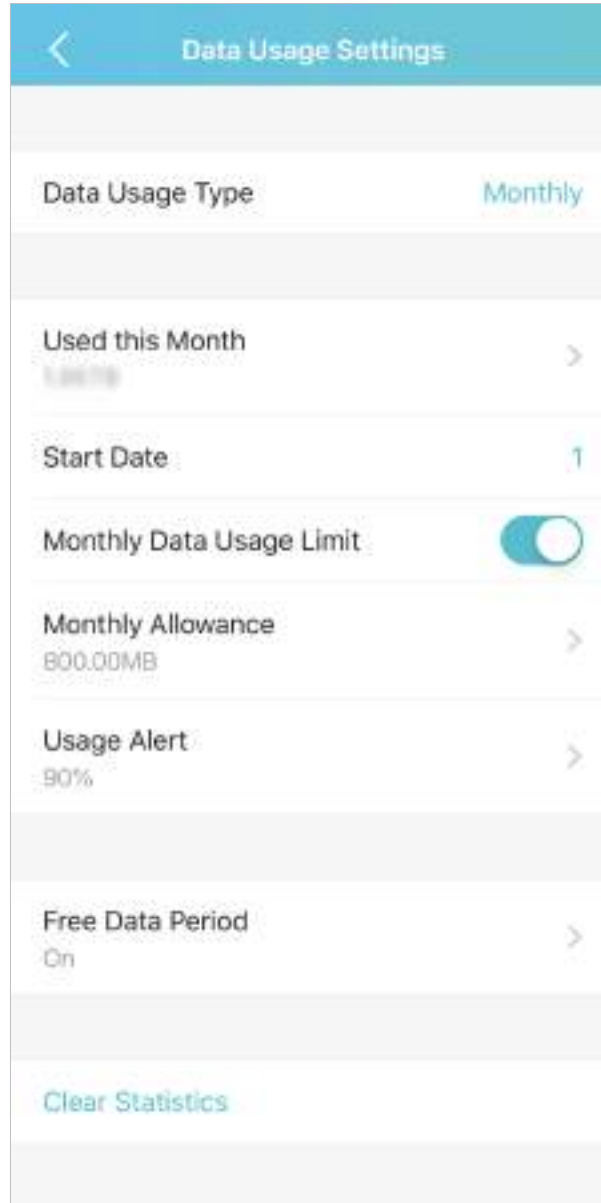 Data Usage Settings
Data Usage Type
Monthly
Used this Month
Start Date
1
Monthly Data Usage Limit
Monthly Allowance
800.00MB
Usage Alert
90%
Free Data Period
On
Clear Statistics